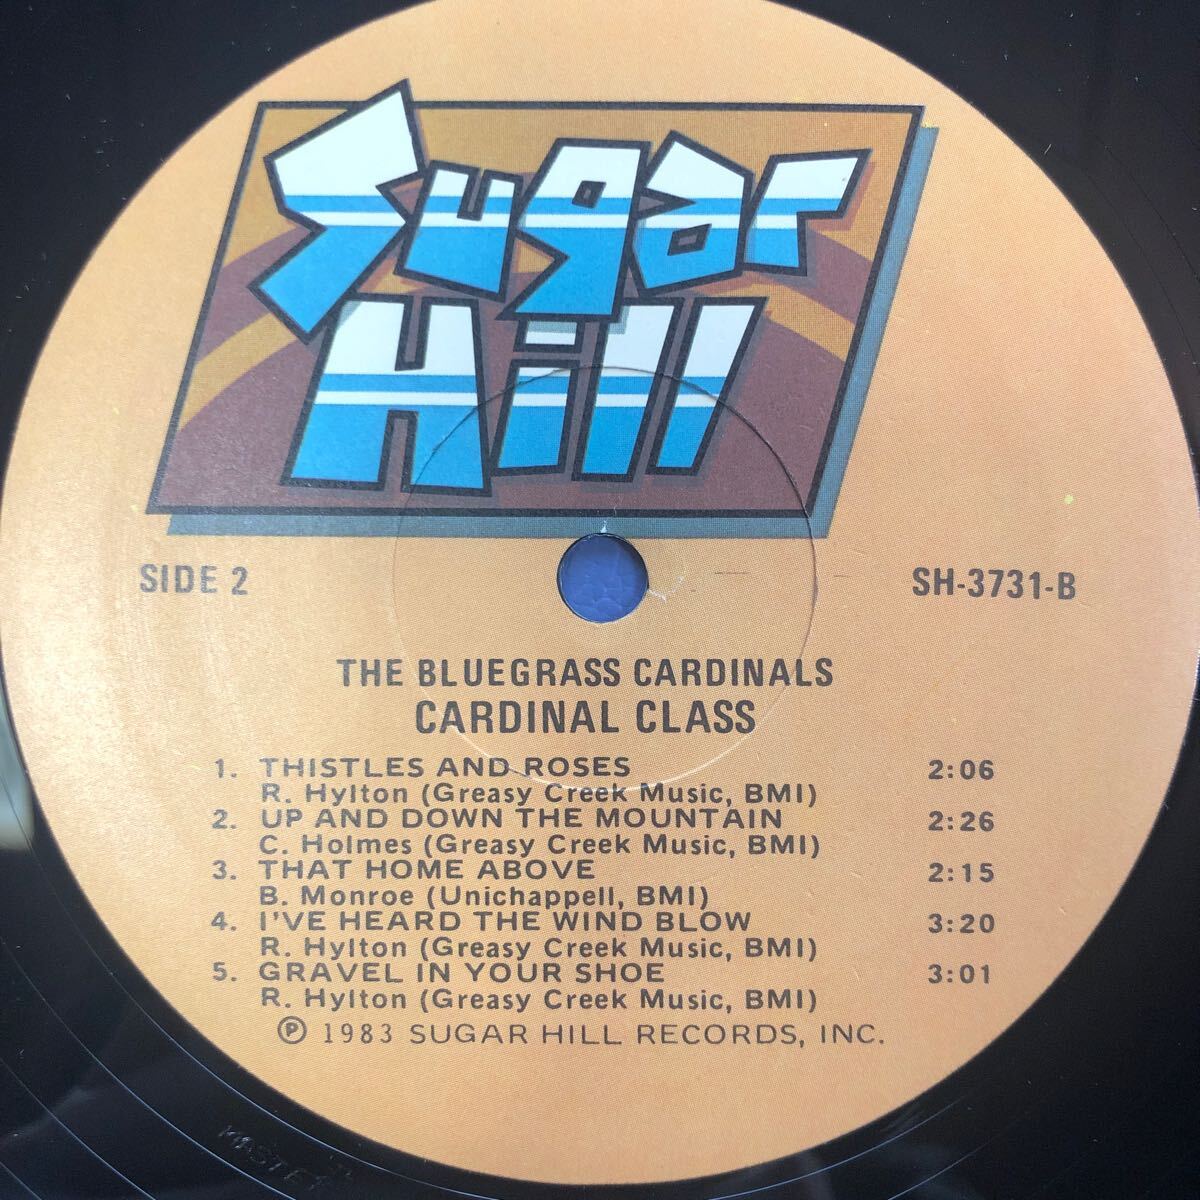 Sugar
Hill
SIDE 2
SH-3731-B
THE BLUEGRASS CARDINALS
CARDINAL CLASS
1. THISTLES AND ROSES 2:06
R. Hylton (Greasy Creek Music, BMI)
2. UP AND DOWN THE MOUNTAIN 2:26
C. Holmes (Greasy Creek Music, BMI)
3. THAT HOME ABOVE 2:15
B. Monroe (Unichappell, BMI)
4. I'VE HEARD THE WIND BLOW 3:20
R. Hylton (Greasy Creek Music, BMI)
5. GRAVEL IN YOUR SHOE 3:01
R. Hylton (Greasy Creek Music, BMI)
℗ 1983 SUGAR HILL RECORDS, INC.